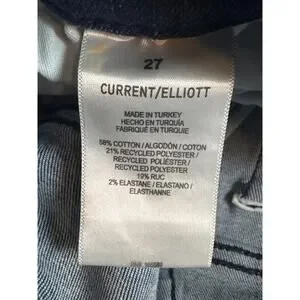 27
CURRENT/ELLIOTT
MADE IN TURKEY
HECHO EN TURQUÍA
FABRIQUÉ EN TURQUIE
58% COTTON / ALGODÓN / COTON
21% RECYCLED POLYESTER /
RECYCLED POLIÉSTER /
RECYCLED POLYESTER
19% RUC
2% ELASTANE / ELASTANO /
ELASTHANNE